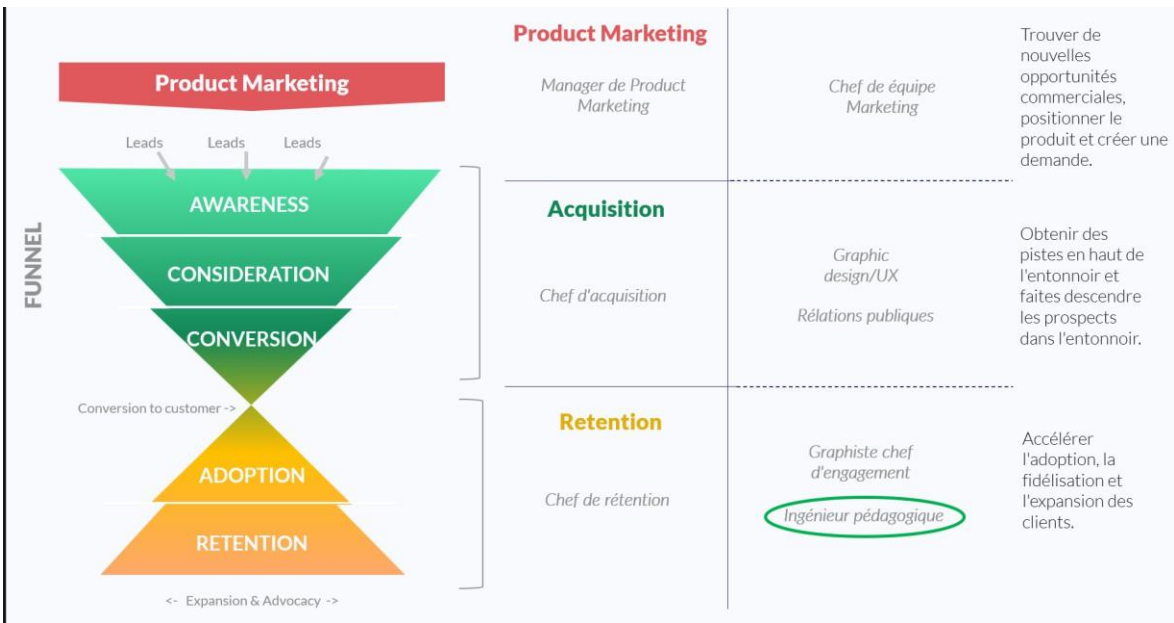 Product Marketing
Leads Leads Leads
FUNNEL
AWARENESS
CONSIDERATION
CONVERSION
Conversion to customer ->
ADOPTION
RETENTION
<- Expansion & Advocacy ->
Product Marketing
Manager de Product
Marketing
Chef de équipe
Marketing
Trouver de
nouvelles
opportunités
commerciales,
positionner le
produit et créer une
demande.
Acquisition
Chef d'acquisition
Graphic
design/UX
Rélations publiques
Obtenir des
pistes en haut de
l'entonnoir et
faites descendre
les prospects
dans l'entonnoir.
Retention
Chef de rétention
Graphiste chef
d'engagement
Ingénieur pédagogique
Accélérer
l'adoption, la
fidélisation et
l'expansion des
clients.